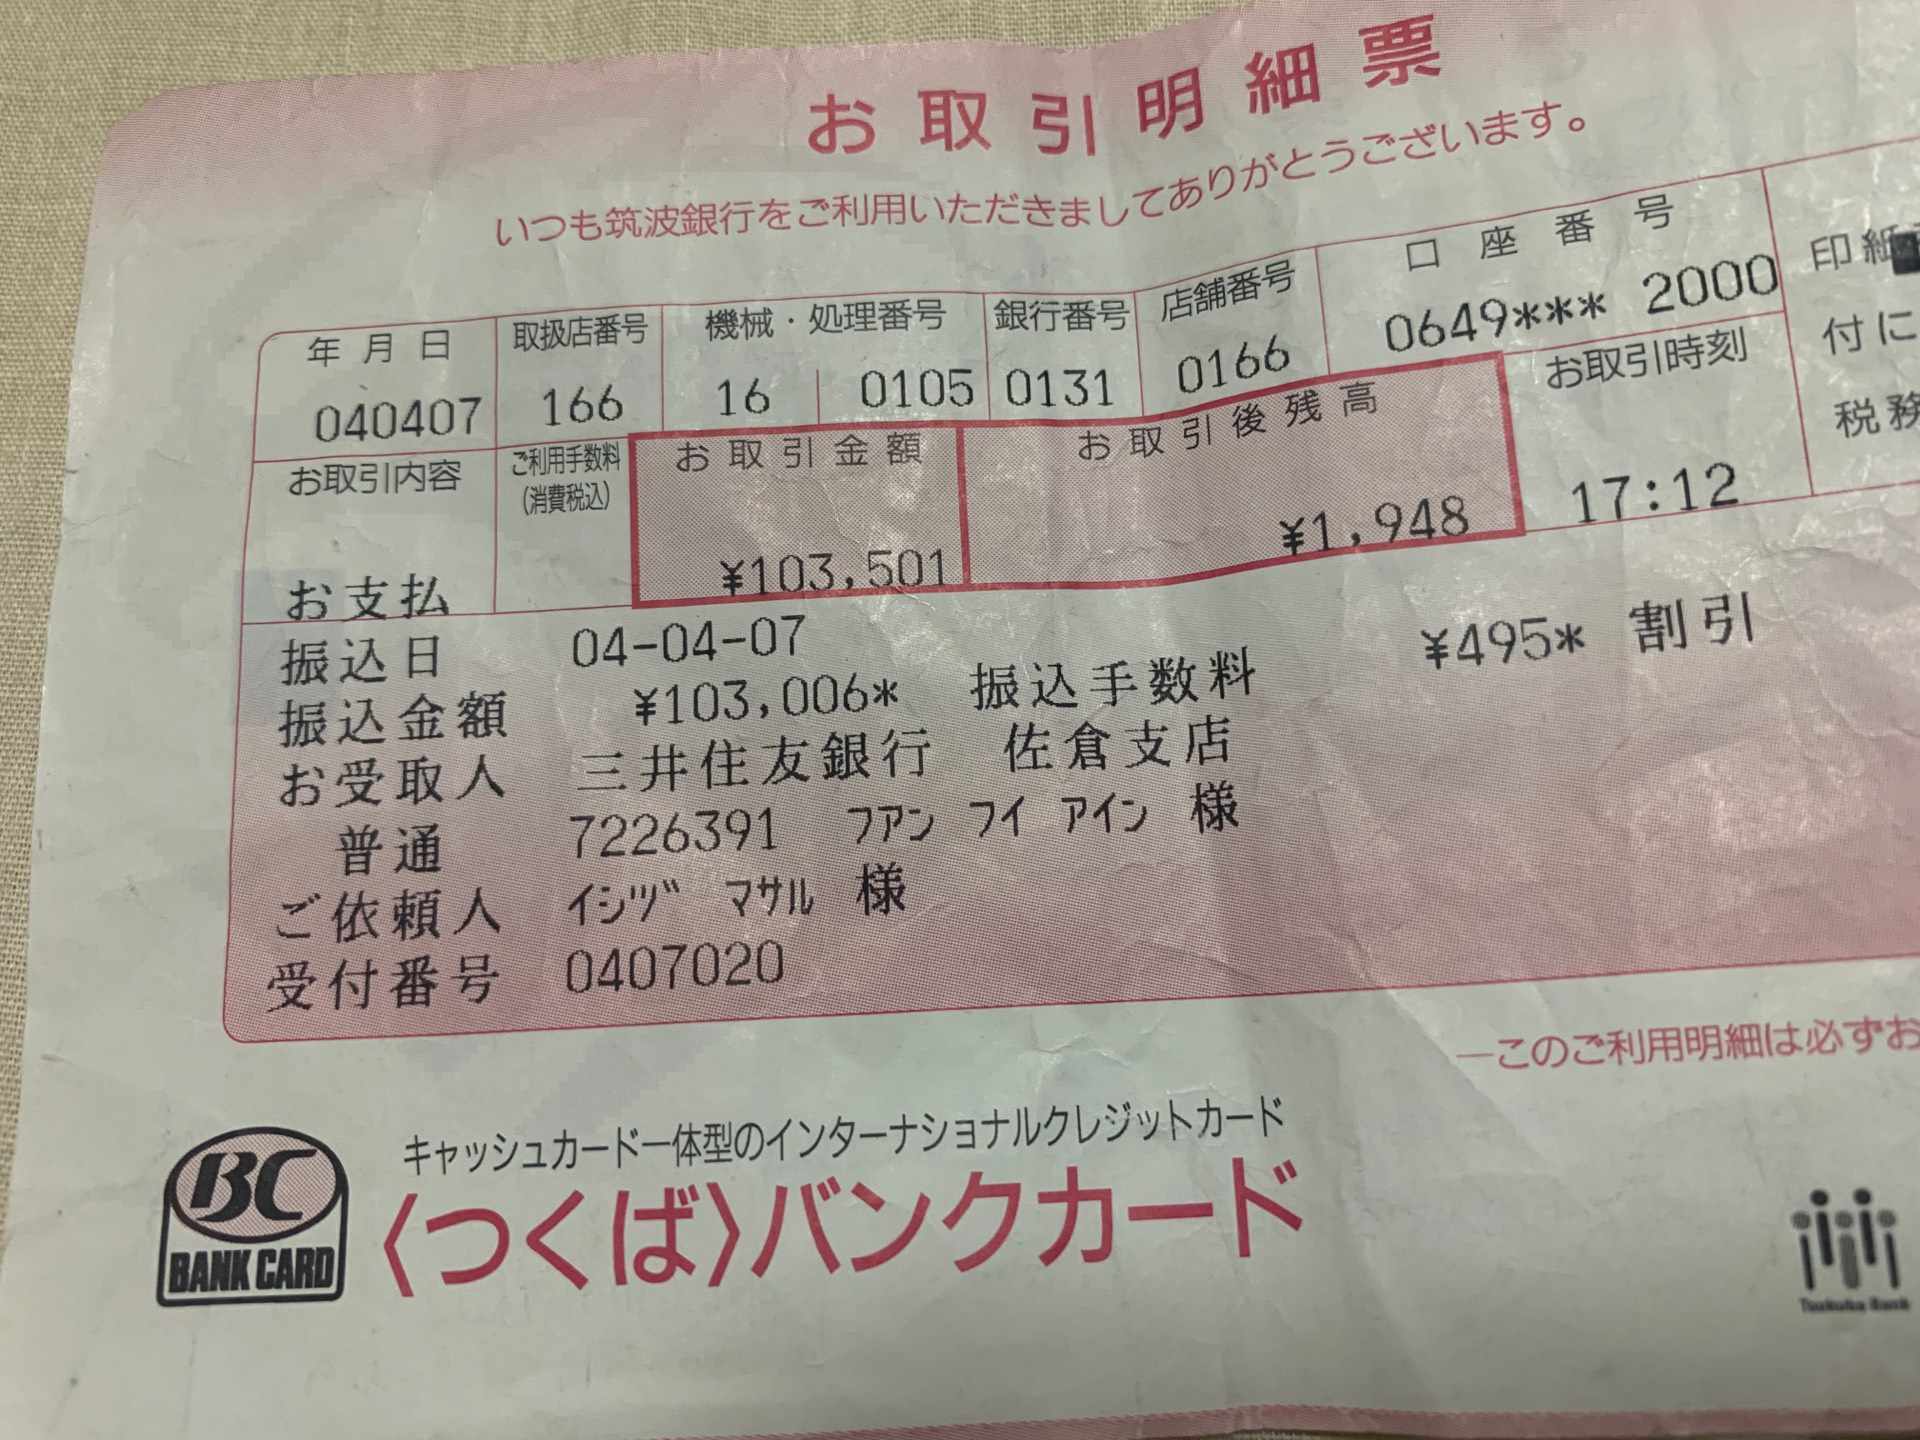 お取引明細票
いつも筑波銀行をご利用いただきましてありがとうございます。
年月日 取扱店番号 機械・処理番号 銀行番号 店舗番号 口座番号
040407 166 16 0105 0131 0166 0649*** 2000
お取引内容 ご利用手数料 お取引金額 お取引後残高 お取引時刻
(消費税込)
お支払 ¥103,501 ¥1,948 17:12
印紙
付に
税務
振込日 04-04-07
振込金額 ¥103,006* 振込手数料 ¥495* 割引
お受取人 三井住友銀行 佐倉支店
普通 7226391 フアン フイ アイン 様
ご依頼人 イシヅ マサル 様
受付番号 0407020
―このご利用明細は必ずお
キャッシュカード一体型のインターナショナルクレジットカード
BC
BANK CARD
〈つくば〉バンクカード
Tsukuba Bank